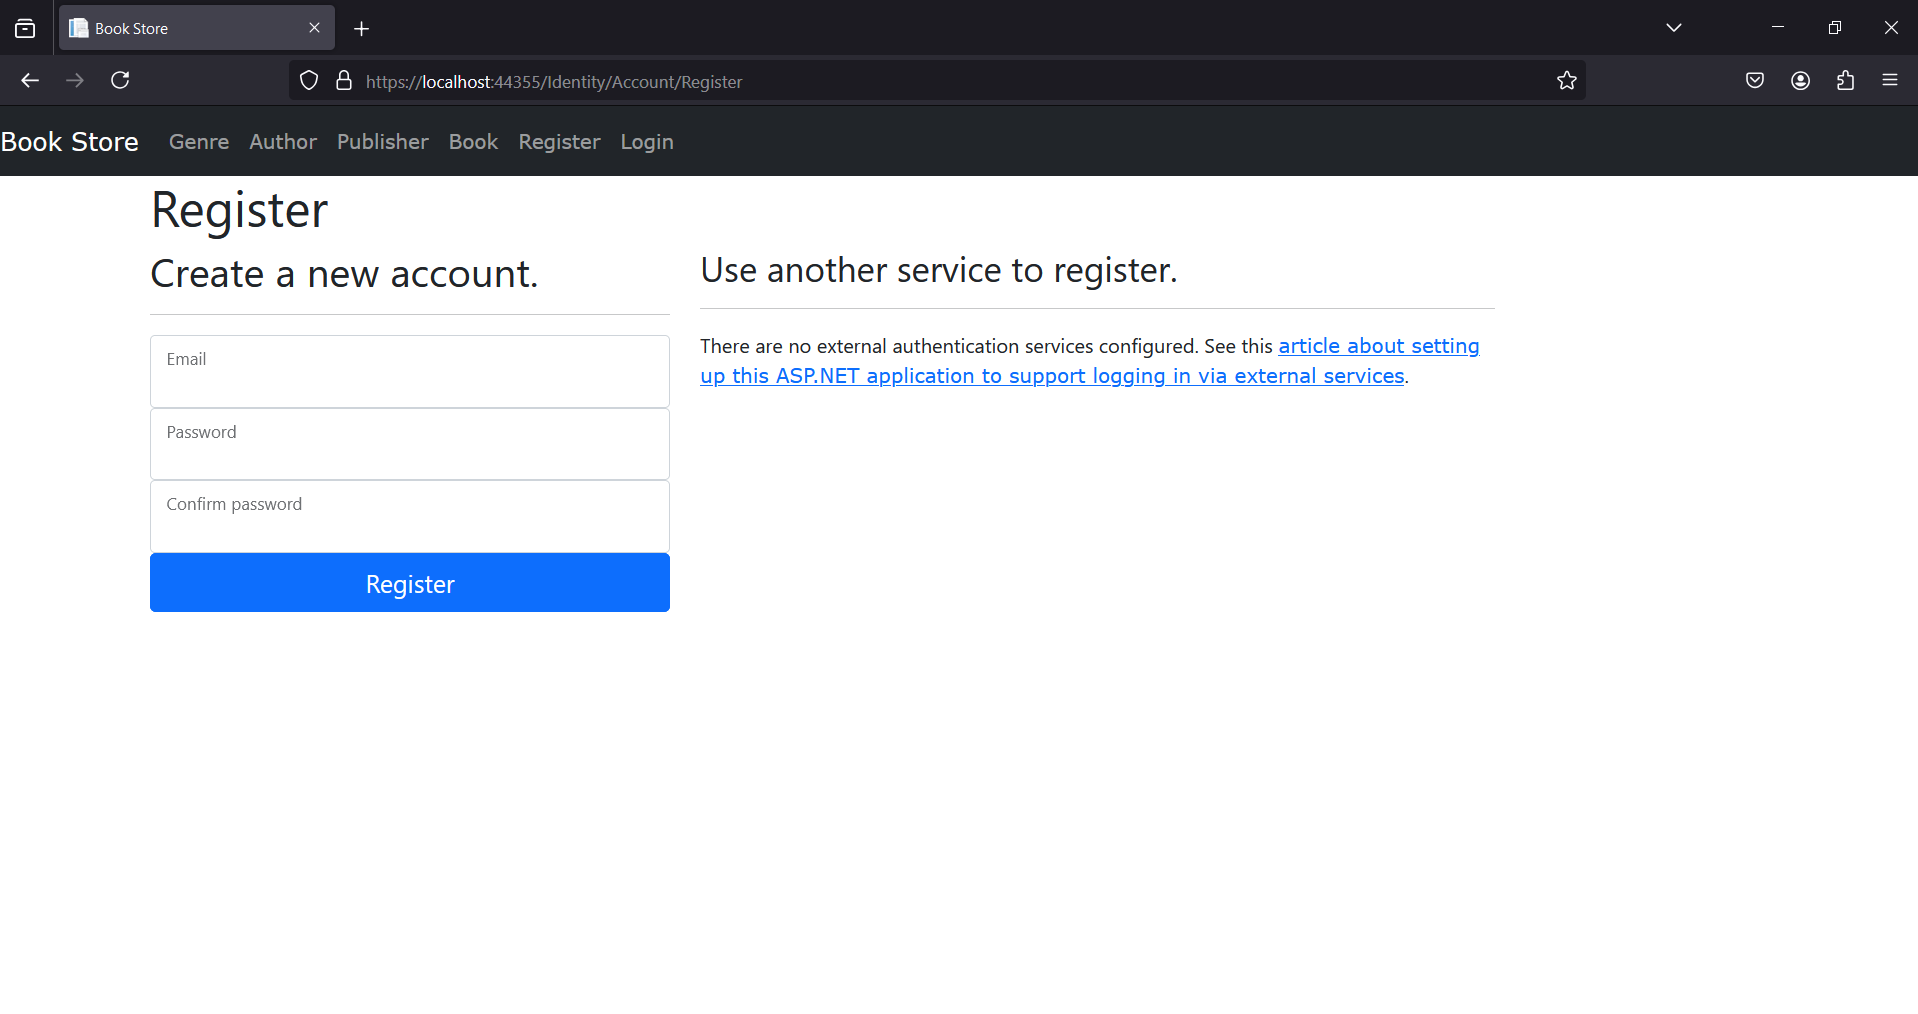 Book Store
https://localhost:44355/Identity/Account/Register
Book Store Genre Author Publisher Book Register Login
Register
Create a new account.
Email
Password
Confirm password
Register
Use another service to register.
There are no external authentication services configured. See this article about setting
up this ASP.NET application to support logging in via external services.